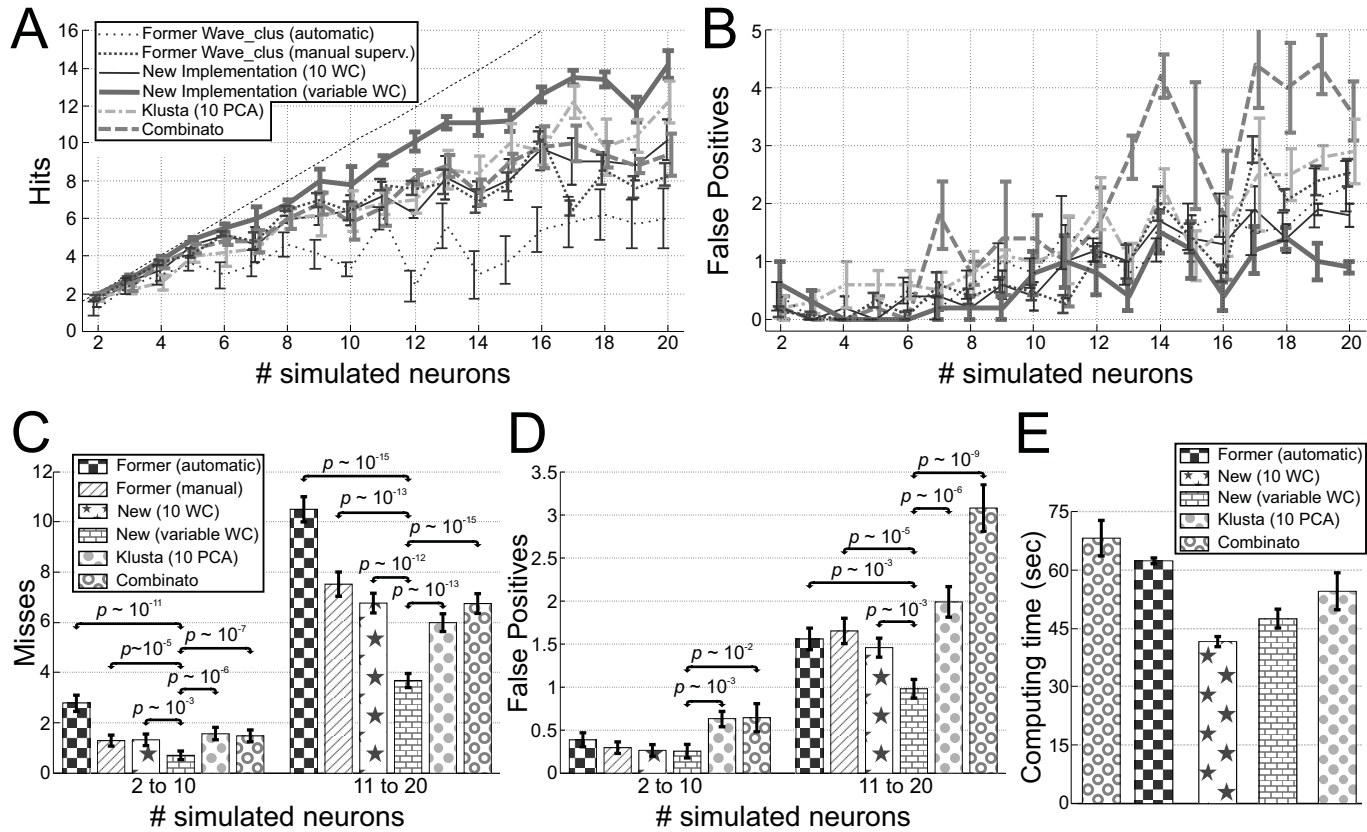 A
16
14
12
10
8
6
4
2
0
Hits
Former Wave_clus (automatic)
Former Wave_clus (manual superv.)
New Implementation (10 WC)
New Implementation (variable WC)
Klusta (10 PCA)
Combinato
2 4 6 8 10 12 14 16 18 20
# simulated neurons
B
5
4
3
2
1
0
False Positives
2 4 6 8 10 12 14 16 18 20
# simulated neurons
C
12
10
8
6
4
2
0
Misses
Former (automatic)
Former (manual)
New (10 WC)
New (variable WC)
Klusta (10 PCA)
Combinato
p ~ 10-11
p~10-5
p ~ 10-7
p ~ 10-6
p ~ 10-3
p ~ 10-15
p ~ 10-13
p ~ 10-15
p ~ 10-12
p ~ 10-13
2 to 10
11 to 20
# simulated neurons
D
3.5
3
2.5
2
1.5
1
0.5
0
False Positives
p ~ 10-2
p ~ 10-3
p ~ 10-9
p ~ 10-6
p ~ 10-5
p ~ 10-3
p ~ 10-3
2 to 10
11 to 20
# simulated neurons
E
Former (automatic)
New (10 WC)
New (variable WC)
Klusta (10 PCA)
Combinato
75
60
45
30
15
0
Computing time (sec)